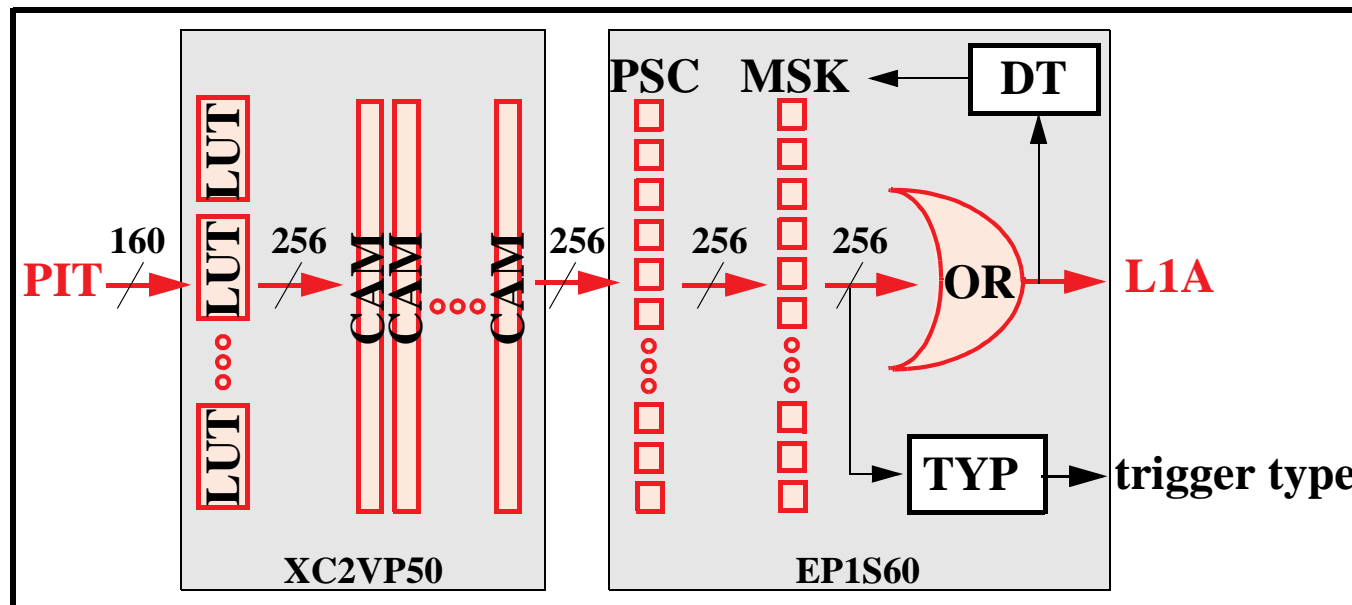 PSC
MSK
DT
LUT
LUT
LUT
CAM
CAM
CAM
160
256
256
256
256
PIT
OR
L1A
TYP
trigger type
XC2VP50
EP1S60